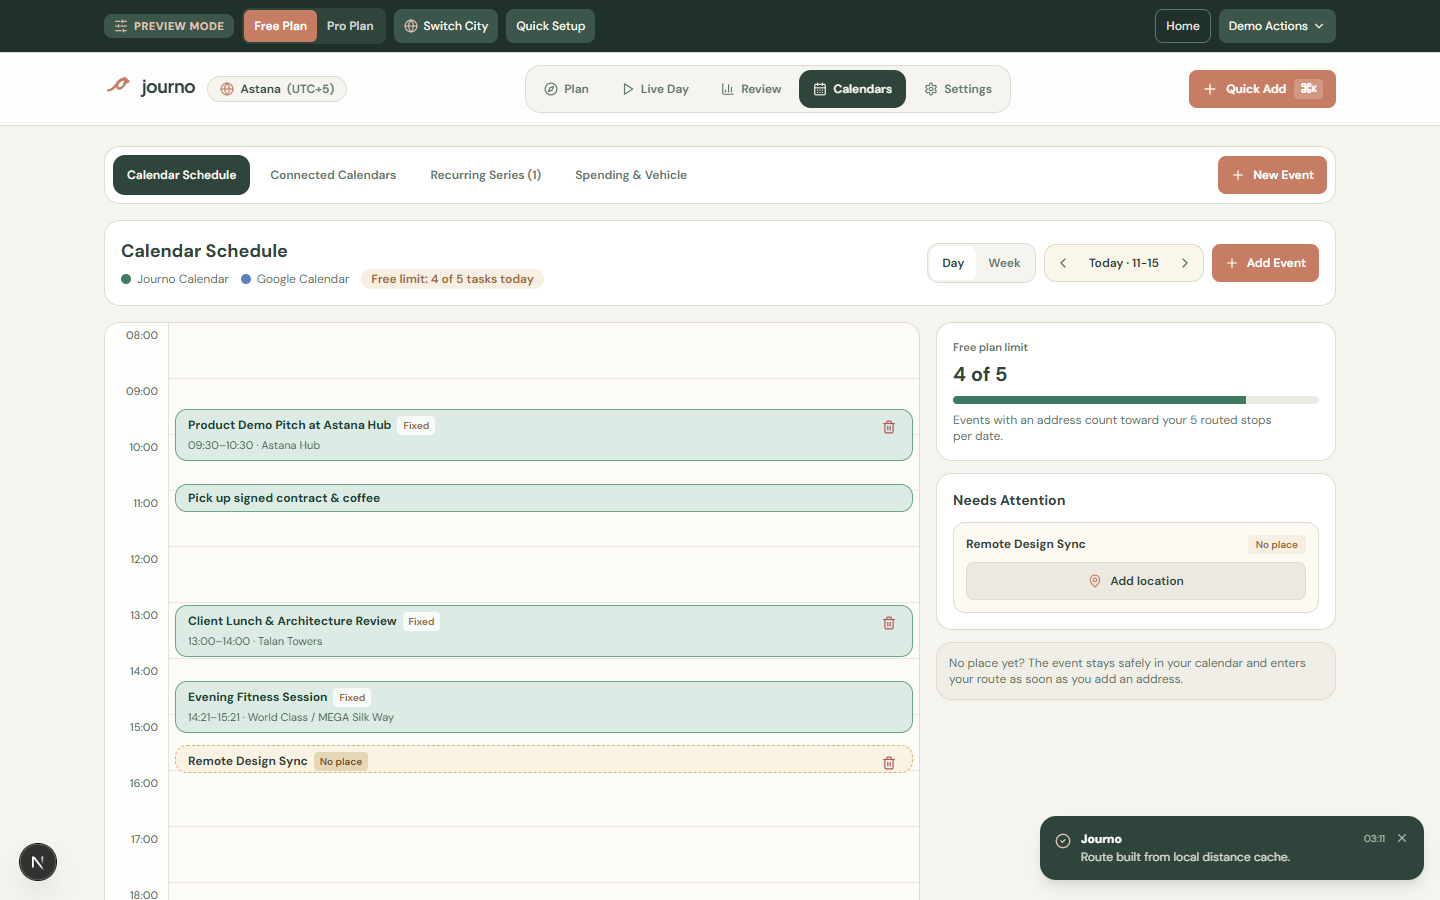 PREVIEW MODE
Free Plan
Pro Plan
Switch City
Quick Setup
Home
Demo Actions
journo
Astana (UTC+5)
Plan
Live Day
Review
Calendars
Settings
Quick Add ⌘K
Calendar Schedule
Connected Calendars
Recurring Series (1)
Spending & Vehicle
New Event
Calendar Schedule
Journo Calendar
Google Calendar
Free limit: 4 of 5 tasks today
Day
Week
Today · 11-15
Add Event
08:00
09:00
Product Demo Pitch at Astana Hub Fixed
09:30–10:30 · Astana Hub
10:00
Pick up signed contract & coffee
11:00
12:00
13:00
Client Lunch & Architecture Review Fixed
13:00–14:00 · Talan Towers
14:00
Evening Fitness Session Fixed
14:21–15:21 · World Class / MEGA Silk Way
15:00
Remote Design Sync No place
16:00
17:00
18:00
Free plan limit
4 of 5
Events with an address count toward your 5 routed stops
per date.
Needs Attention
Remote Design Sync
No place
Add location
No place yet? The event stays safely in your calendar and enters
your route as soon as you add an address.
Journo
03:11
Route built from local distance cache.
N